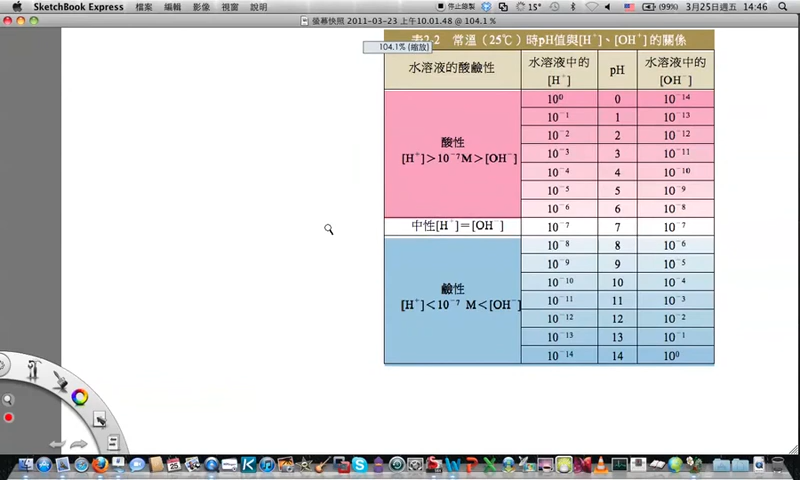 SketchBook Express 檔案 編輯 影像 視窗 說明 停止錄製 15° (99%) 3月25日週五 14:46
螢幕快照 2011-03-23 上午10.01.48 @ 104.1 %
104.1% (縮放)
表2-2 常溫（25℃）時pH值與[H⁺]、[OH⁻]的關係
水溶液的酸鹼性 水溶液中的[H⁺] pH 水溶液中的[OH⁻]
酸性
[H⁺]>10⁻⁷M>[OH⁻]
10⁰ 0 10⁻¹⁴
10⁻¹ 1 10⁻¹³
10⁻² 2 10⁻¹²
10⁻³ 3 10⁻¹¹
10⁻⁴ 4 10⁻¹⁰
10⁻⁵ 5 10⁻⁹
10⁻⁶ 6 10⁻⁸
中性[H⁺]=[OH⁻] 10⁻⁷ 7 10⁻⁷
鹼性
[H⁺]<10⁻⁷ M<[OH⁻]
10⁻⁸ 8 10⁻⁶
10⁻⁹ 9 10⁻⁵
10⁻¹⁰ 10 10⁻⁴
10⁻¹¹ 11 10⁻³
10⁻¹² 12 10⁻²
10⁻¹³ 13 10⁻¹
10⁻¹⁴ 14 10⁰